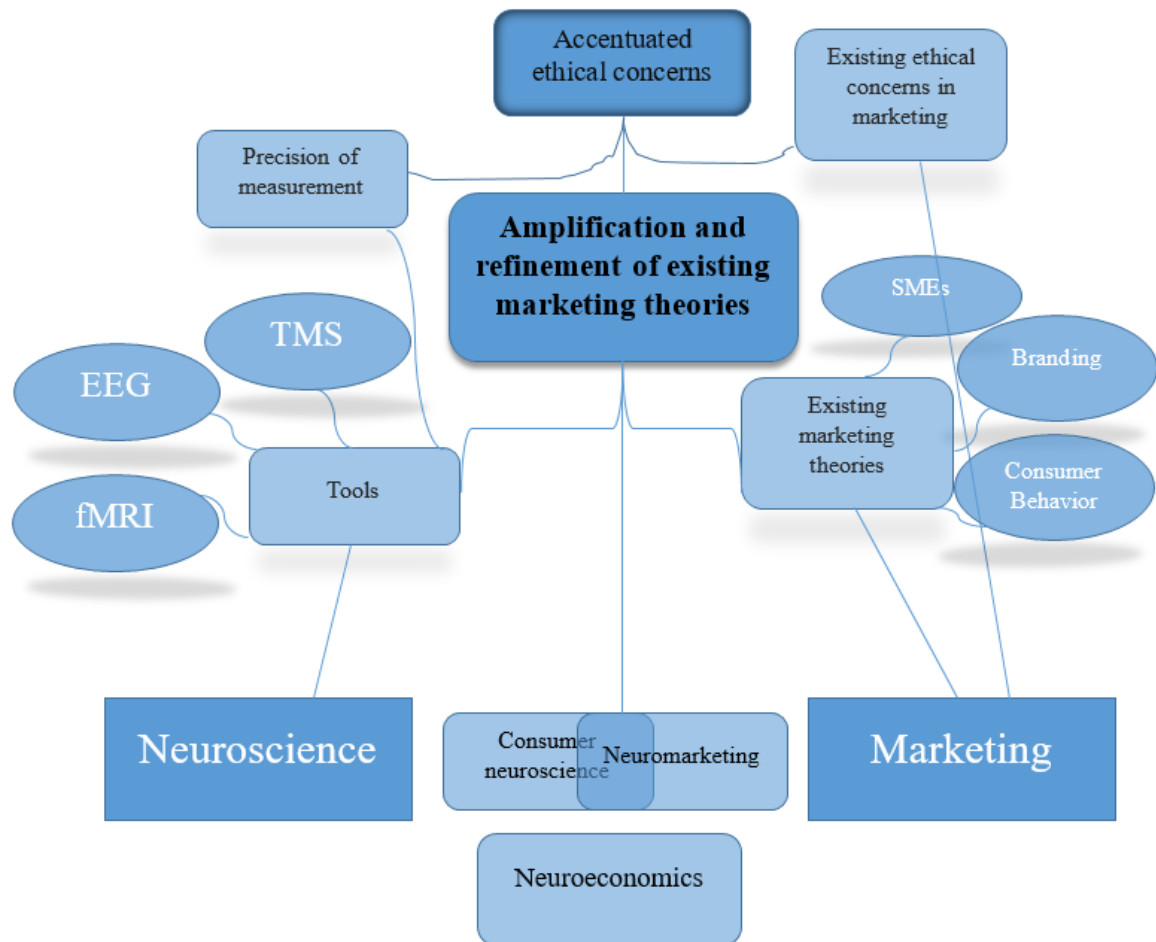 Accentuated
ethical concerns
Existing ethical
concerns in
marketing
Precision of
measurement
Amplification and
refinement of existing
marketing theories
SMEs
TMS
Branding
EEG
Existing
marketing
theories
Consumer
Behavior
Tools
fMRI
Neuroscience
Consumer
neuroscience
Neuromarketing
Marketing
Neuroeconomics